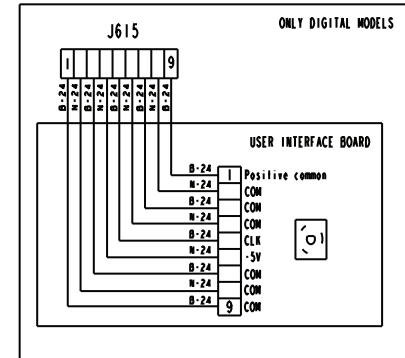 ONLY DIGITAL MODELS
J615
1 9
B-24 N-24 B-24 N-24 B-24 N-24 B-24 N-24 B-24
USER INTERFACE BOARD
B-24 1 Positive common
N-24 COM
B-24 COM
N-24 COM
B-24 CLK
N-24 -5V
B-24 COM
N-24 COM
B-24 9 COM